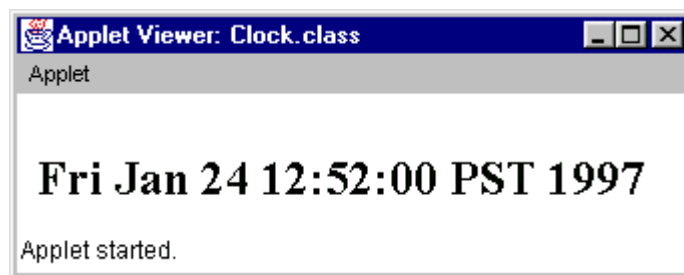 Applet Viewer: Clock.class
Applet
Fri Jan 24 12:52:00 PST 1997
Applet started.